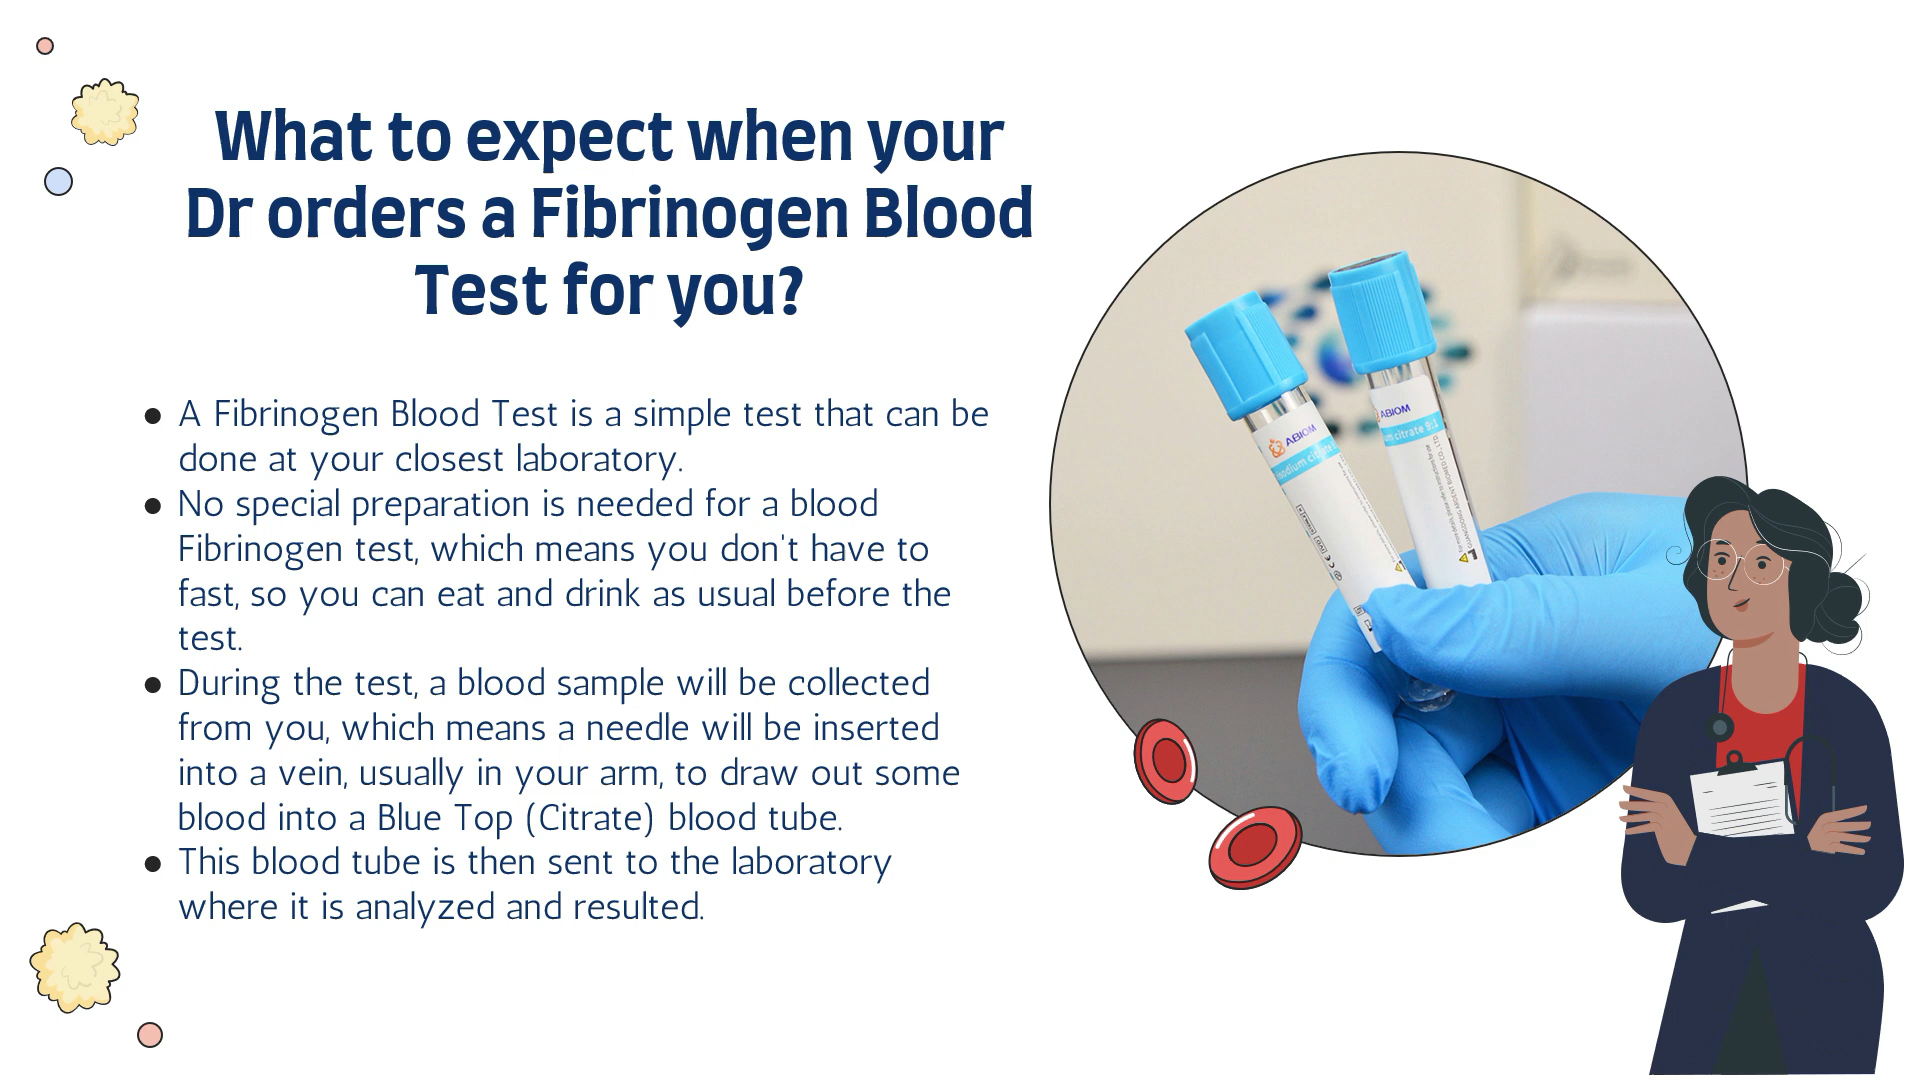 What to expect when your
Dr orders a Fibrinogen Blood
Test for you?
● A Fibrinogen Blood Test is a simple test that can be
done at your closest laboratory.
● No special preparation is needed for a blood
Fibrinogen test, which means you don't have to
fast, so you can eat and drink as usual before the
test.
● During the test, a blood sample will be collected
from you, which means a needle will be inserted
into a vein, usually in your arm, to draw out some
blood into a Blue Top (Citrate) blood tube.
● This blood tube is then sent to the laboratory
where it is analyzed and resulted.
ABIOM
ABIOM
citrate 9:1